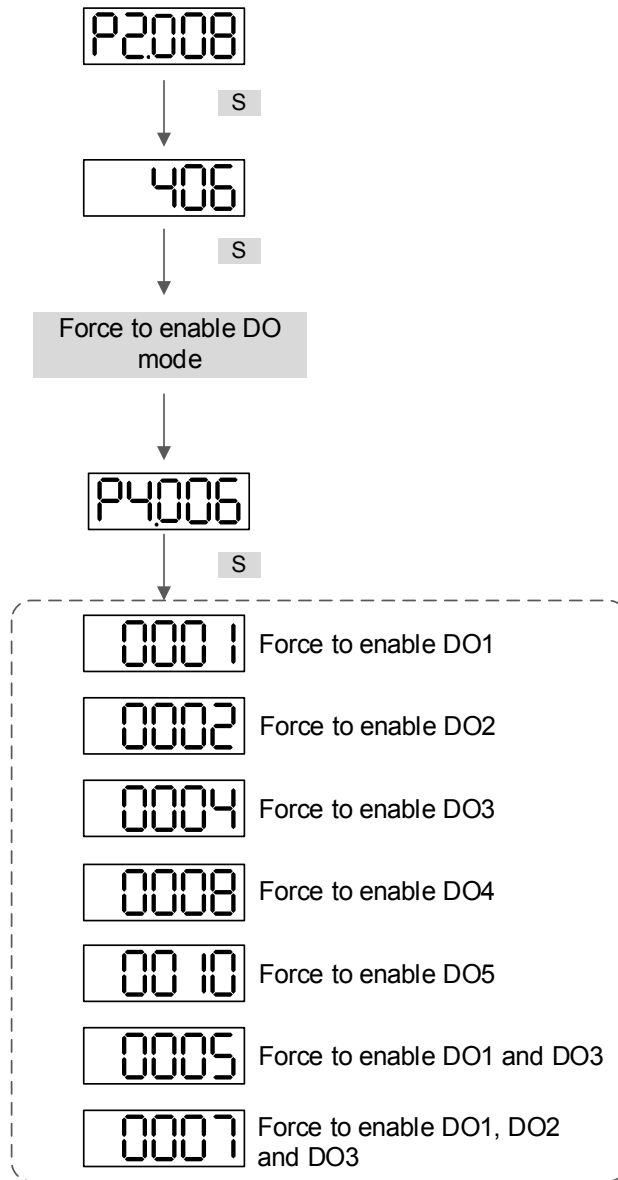 P2.008
S
406
S
Force to enable DO
mode
P4.006
S
0001 Force to enable DO1
0002 Force to enable DO2
0004 Force to enable DO3
0008 Force to enable DO4
0010 Force to enable DO5
0005 Force to enable DO1 and DO3
0007 Force to enable DO1, DO2
and DO3